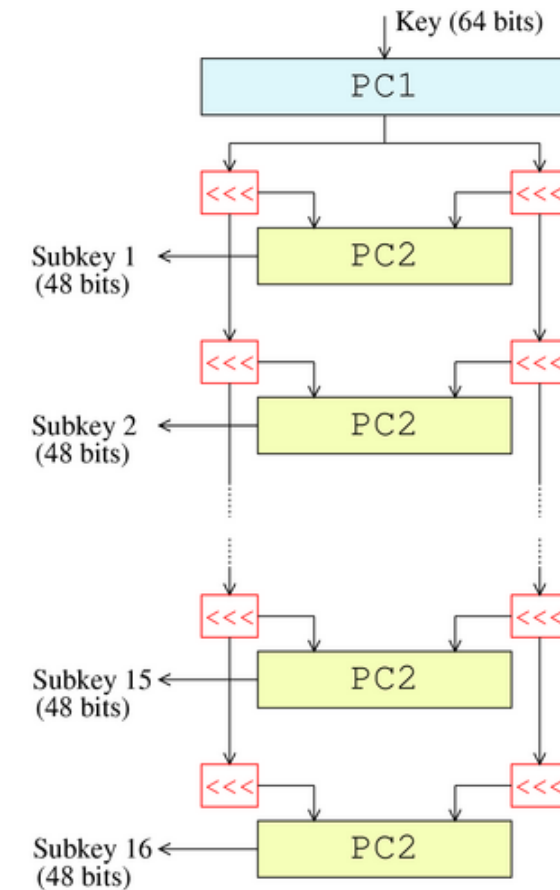 Key (64 bits)
PC1
<<< <<<
Subkey 1
(48 bits)
PC2
<<< <<<
Subkey 2
(48 bits)
PC2
<<< <<<
Subkey 15
(48 bits)
PC2
<<< <<<
Subkey 16
(48 bits)
PC2